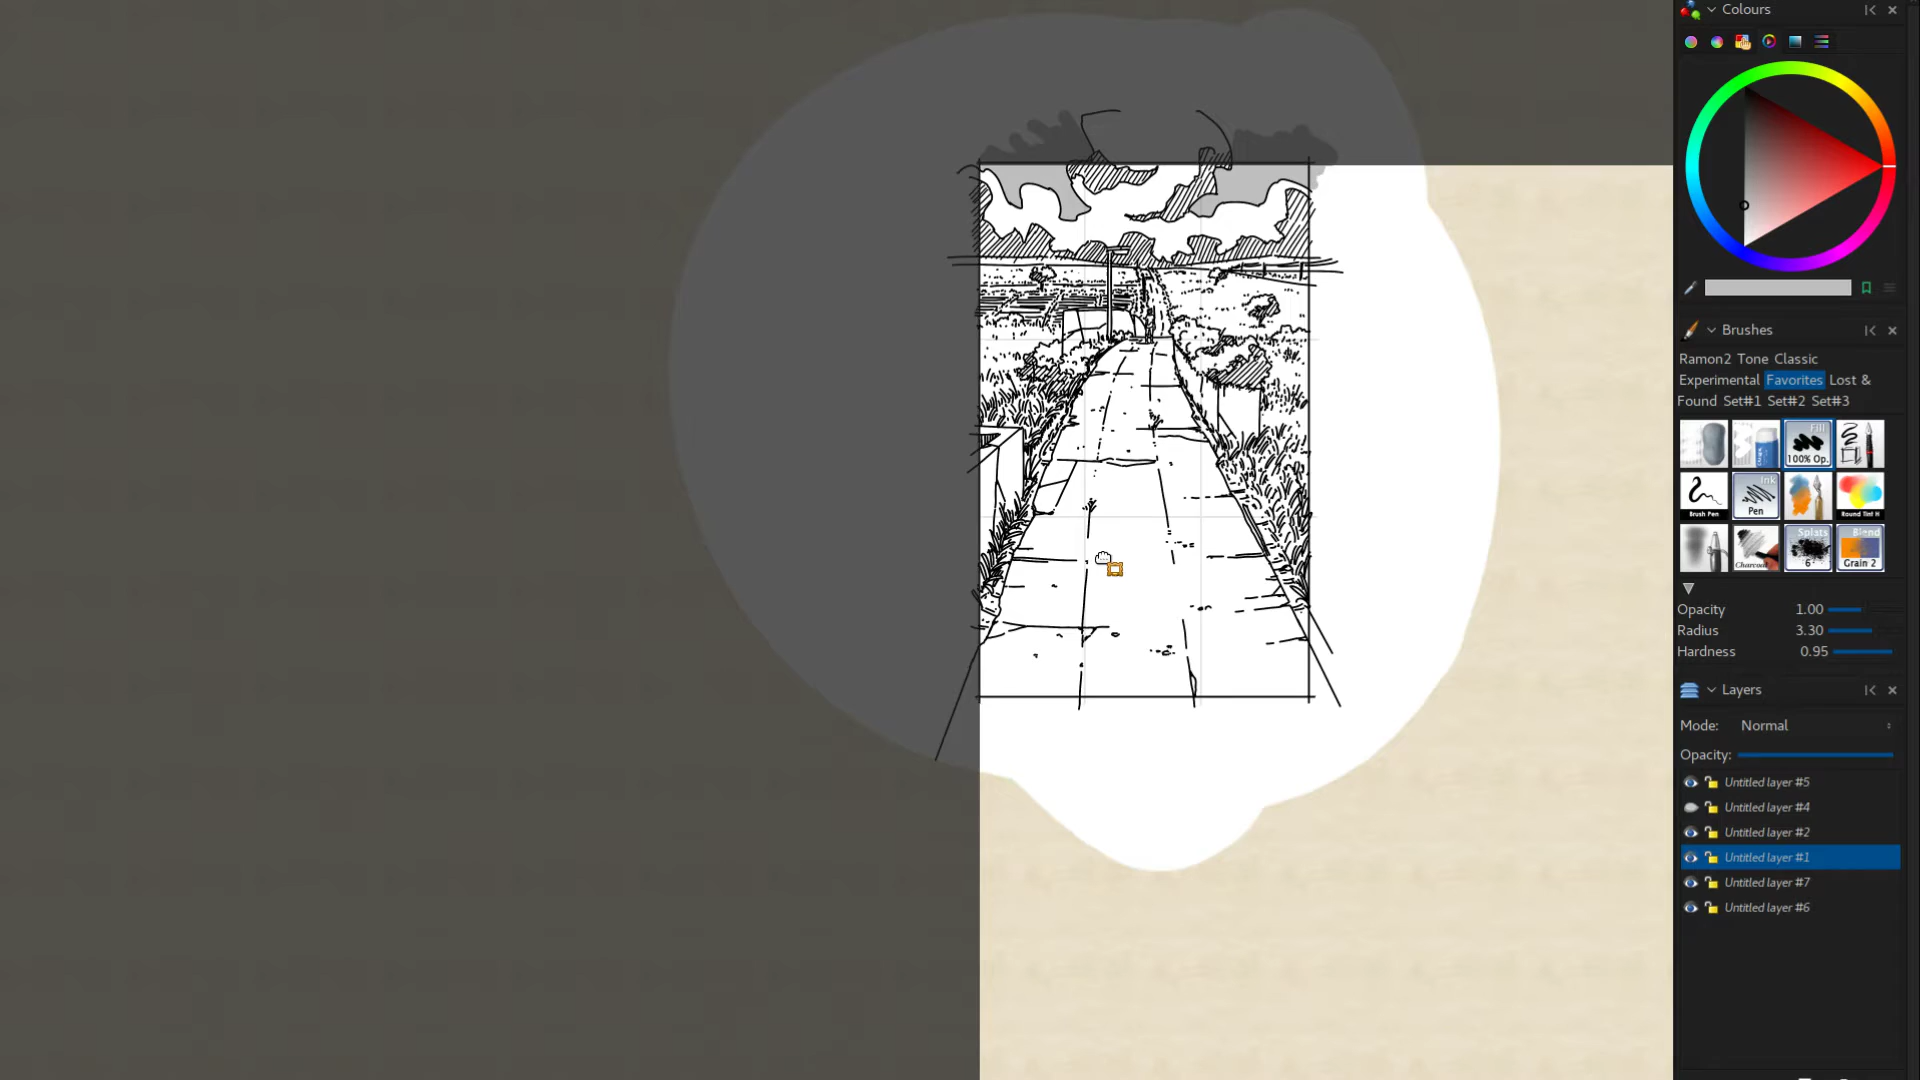 Colours
Brushes
Ramon2 Tone Classic
Experimental Favorites Lost &
Found Set#1 Set#2 Set#3
Fill
100% Op.
Brush Pen
Ink
Pen
Round Tint H
Charcoal
Splats
6
Blend
Grain 2
Opacity 1.00
Radius 3.30
Hardness 0.95
Layers
Mode: Normal
Opacity:
Untitled layer #5
Untitled layer #4
Untitled layer #2
Untitled layer #1
Untitled layer #7
Untitled layer #6